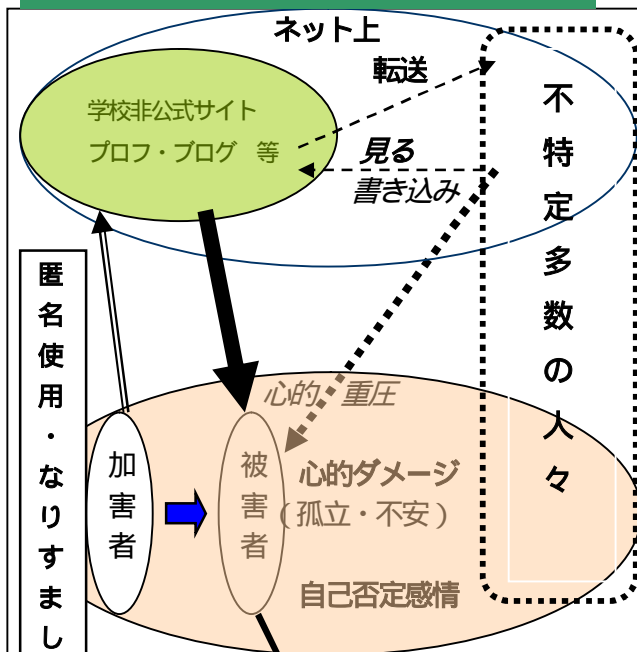 ネット上
転送
学校非公式サイト
プロフ・ブログ 等
見る
書き込み
不特定多数の人々
匿名使用・なりすまし
心的 重圧
加害者
被害者
心的ダメージ
(孤立・不安)
自己否定感情